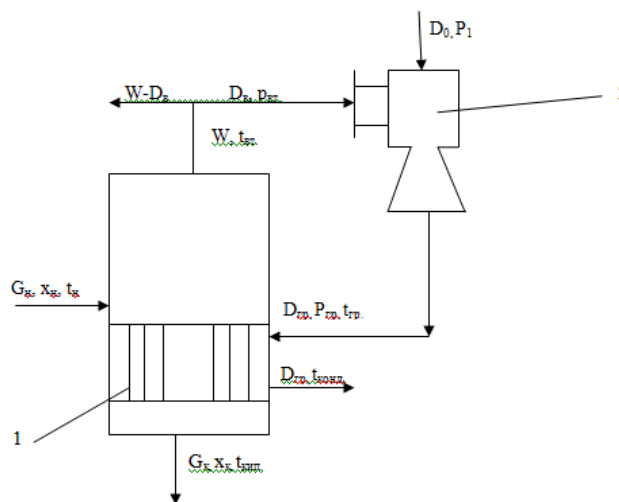 D₀, P₁
W-Dв
Dв, pвт.
W, tвт.
Gн, xн, tн
Dгр, Pгр, tгр.
Dгр, tконд.
1
Gк, xк, tкип